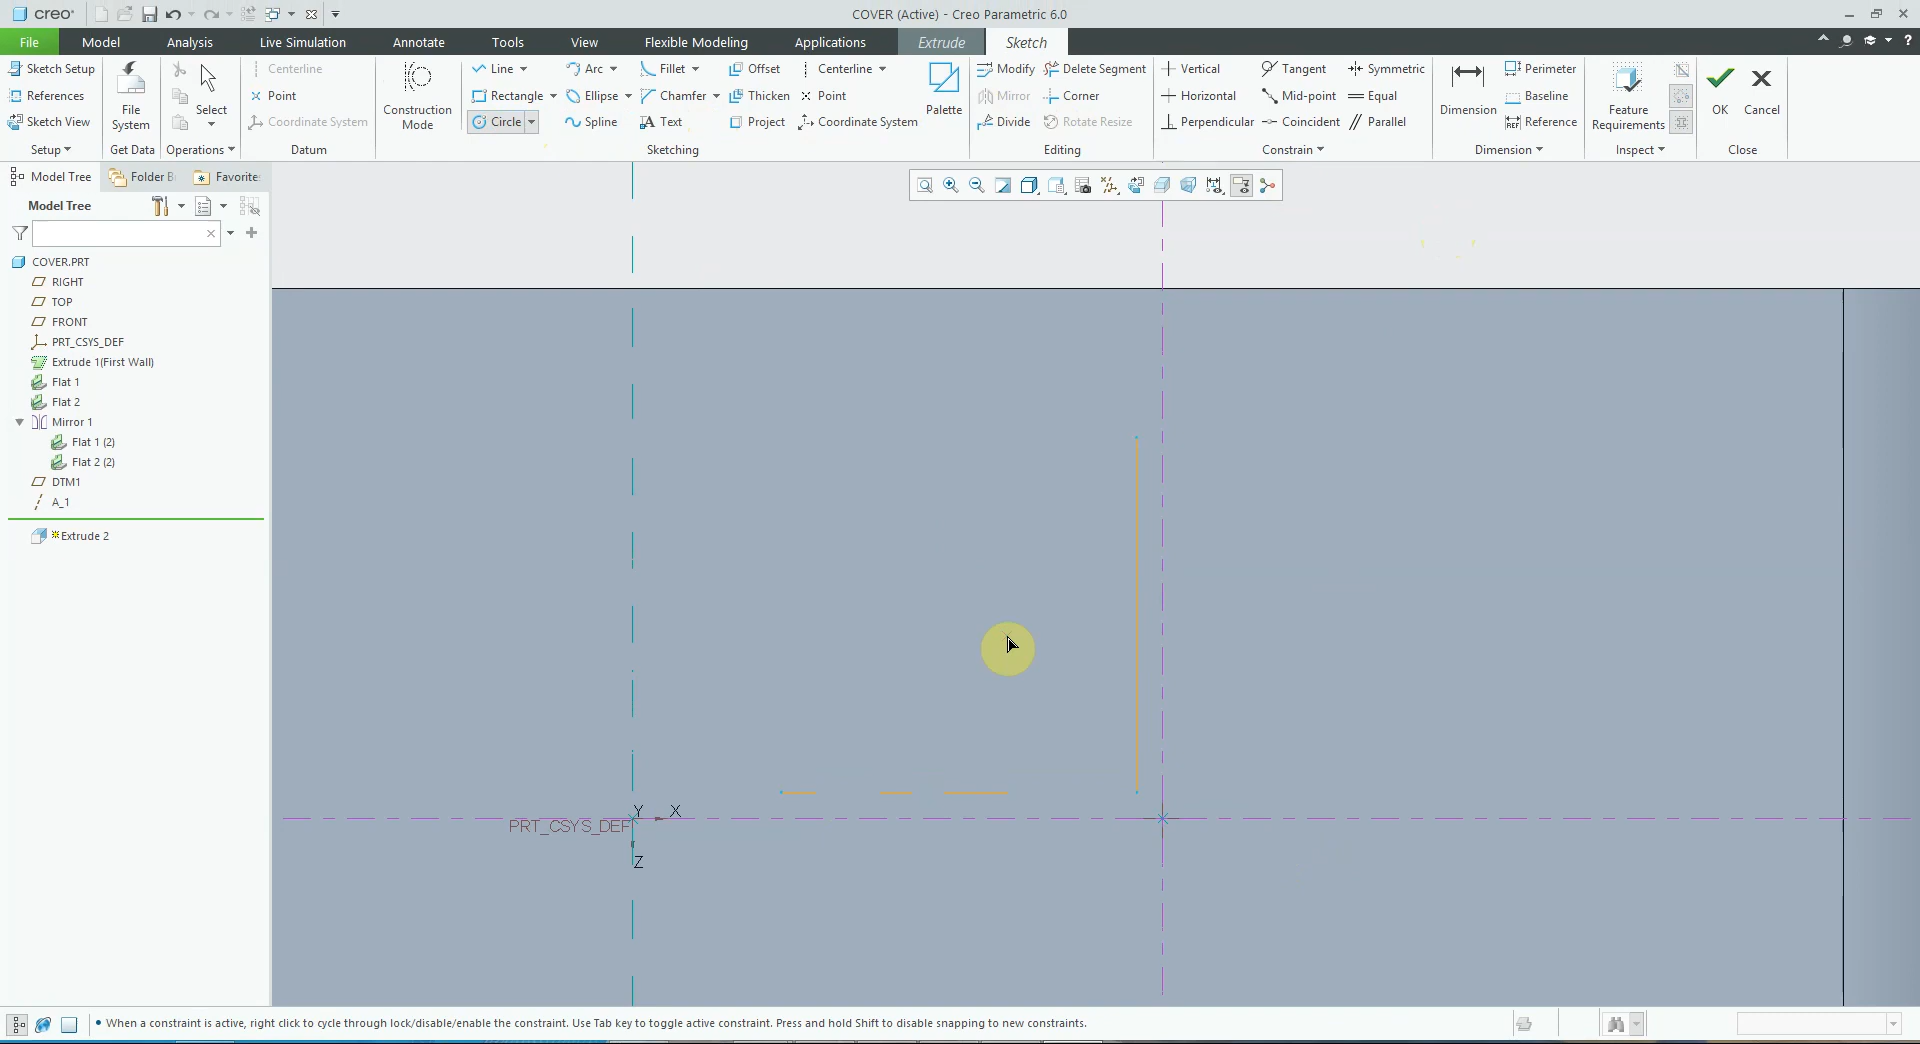 creo
COVER (Active) - Creo Parametric 6.0
File Model Analysis Live Simulation Annotate Tools View Flexible Modeling Applications Extrude Sketch
Sketch Setup
References
Sketch View
Setup
File System
Get Data
Select
Operations
Centerline
Point
Coordinate System
Datum
Construction Mode
Line Arc Fillet Offset Centerline
Rectangle Ellipse Chamfer Thicken Point
Circle Spline Text Project Coordinate System
Palette
Sketching
Modify Delete Segment
Mirror Corner
Divide Rotate Resize
Editing
Vertical Tangent Symmetric
Horizontal Mid-point Equal
Perpendicular Coincident Parallel
Constrain
Dimension
Perimeter
Baseline
REF Reference
Dimension
Feature Requirements
Inspect
OK Cancel
Close
Model Tree Folder B Favorite
Model Tree
COVER.PRT
RIGHT
TOP
FRONT
PRT_CSYS_DEF
Extrude 1(First Wall)
Flat 1
Flat 2
Mirror 1
Flat 1 (2)
Flat 2 (2)
DTM1
A_1
Extrude 2
Y X
PRT_CSYS_DEF
Z
• When a constraint is active, right click to cycle through lock/disable/enable the constraint. Use Tab key to toggle active constraint. Press and hold Shift to disable snapping to new constraints.